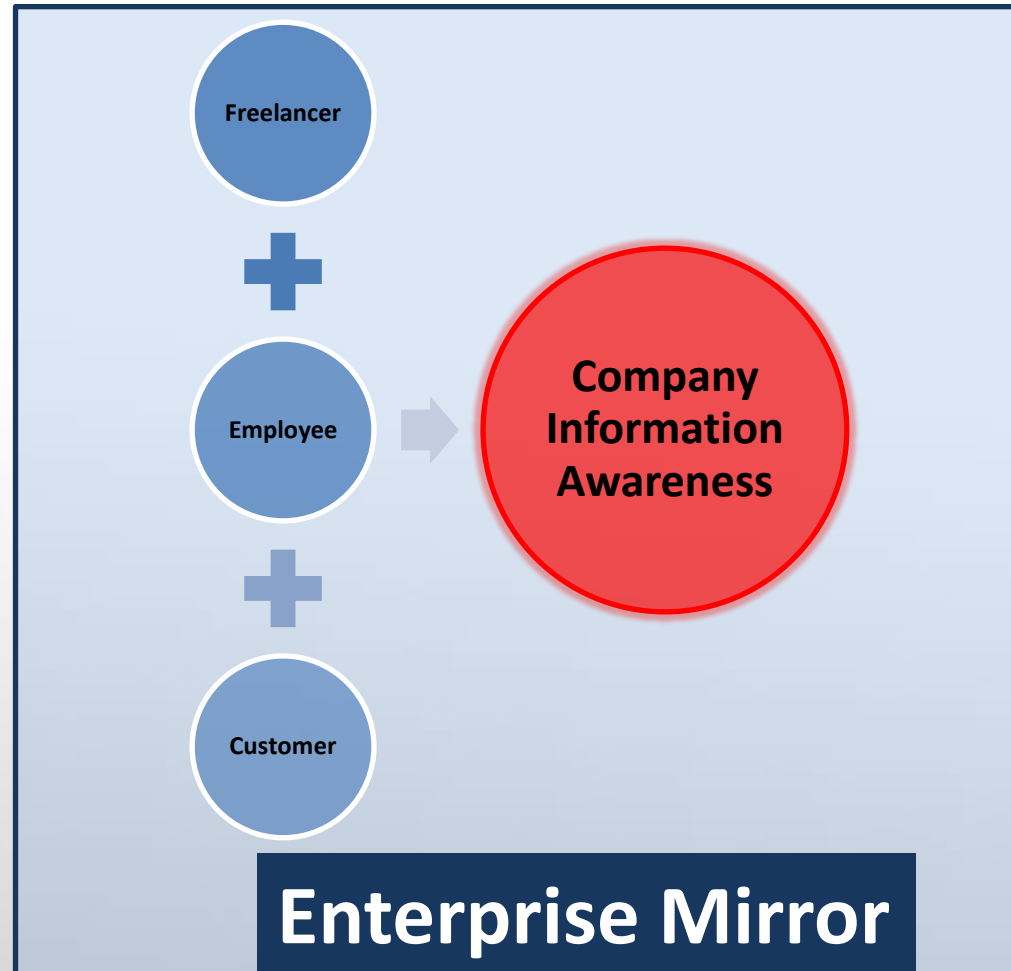 Freelancer
Employee
Company
Information
Awareness
Customer
Enterprise Mirror